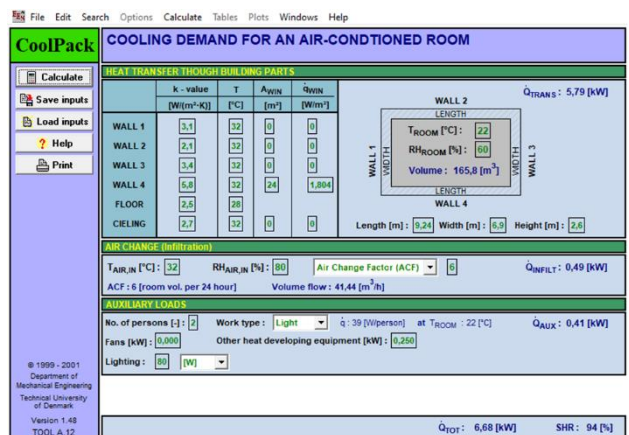 File Edit Search Options Calculate Tables Plots Windows Help
CoolPack
COOLING DEMAND FOR AN AIR-CONDTIONED ROOM
Calculate
Save inputs
Load inputs
Help
Print
HEAT TRANSFER THOUGH BUILDING PARTS
k - value T AWIN q̇WIN
[W/(m²·K)] [°C] [m²] [W/m²]
WALL 1 3,1 32 0 0
WALL 2 2,1 32 0 0
WALL 3 3,4 32 0 0
WALL 4 5,8 32 24 1,804
FLOOR 2,5 28
CIELING 2,7 32 0 0
Q̇TRANS : 5,79 [kW]
WALL 2
LENGTH
WALL 1
WIDTH
TROOM [°C] : 22
RHROOM [%] : 60
Volume : 165,8 [m³]
WIDTH
WALL 3
LENGTH
WALL 4
Length [m] : 9,24 Width [m] : 6,9 Height [m] : 2,6
AIR CHANGE (Infiltration)
TAIR,IN [°C] : 32 RHAIR,IN [%] : 80 Air Change Factor (ACF) 6 Q̇INFILT : 0,49 [kW]
ACF : 6 [room vol. per 24 hour] Volume flow : 41,44 [m³/h]
AUXILIARY LOADS
No. of persons [-] : 2 Work type : Light q̇ : 39 [W/person] at TROOM : 22 [°C] Q̇AUX : 0,41 [kW]
Fans [kW] : 0,000 Other heat developing equipment [kW] : 0,250
Lighting : 80 [W]
© 1999 - 2001
Department of
Mechanical Engineering
Technical University
of Denmark
Version 1.48
TOOL A.12
Q̇TOT : 6,68 [kW] SHR : 94 [%]